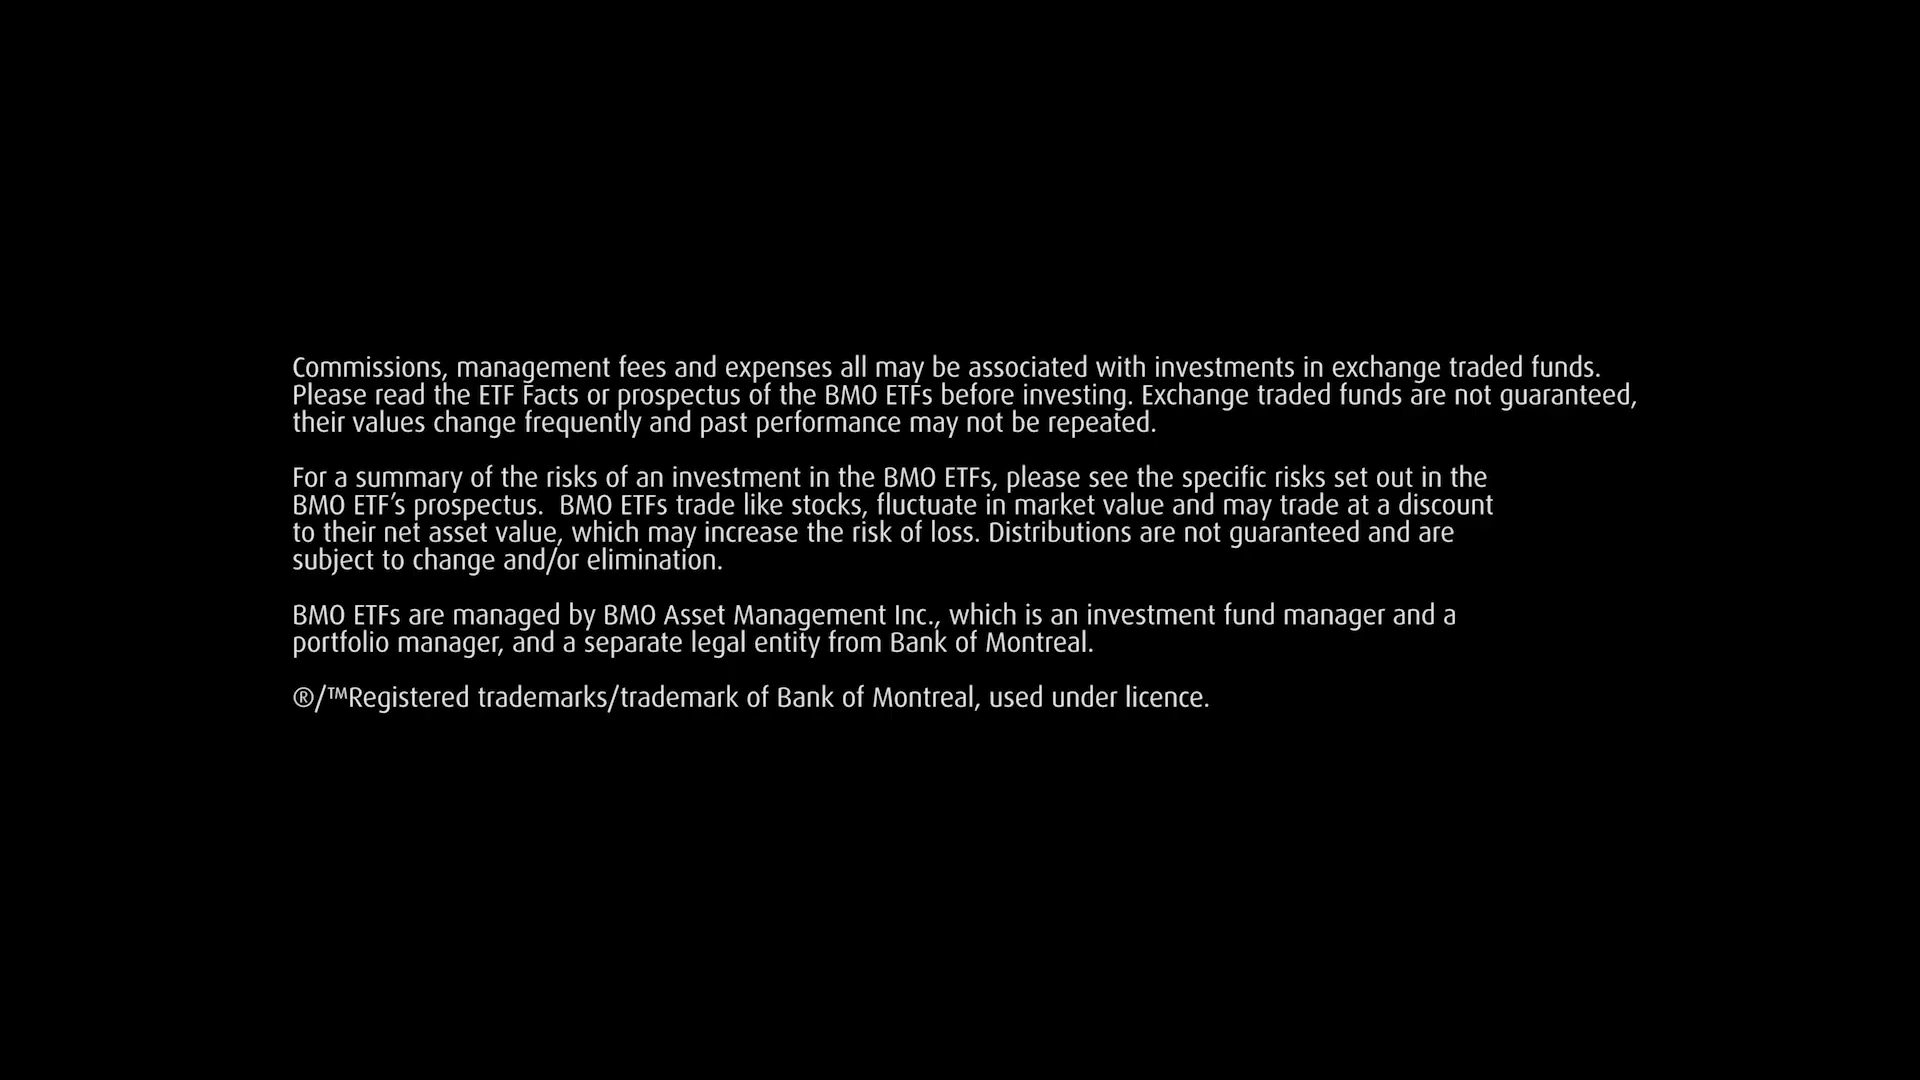 Commissions, management fees and expenses all may be associated with investments in exchange traded funds.
Please read the ETF Facts or prospectus of the BMO ETFs before investing. Exchange traded funds are not guaranteed,
their values change frequently and past performance may not be repeated.
For a summary of the risks of an investment in the BMO ETFs, please see the specific risks set out in the
BMO ETF’s prospectus.  BMO ETFs trade like stocks, fluctuate in market value and may trade at a discount
to their net asset value, which may increase the risk of loss. Distributions are not guaranteed and are
subject to change and/or elimination.
BMO ETFs are managed by BMO Asset Management Inc., which is an investment fund manager and a
portfolio manager, and a separate legal entity from Bank of Montreal.
®/™Registered trademarks/trademark of Bank of Montreal, used under licence.